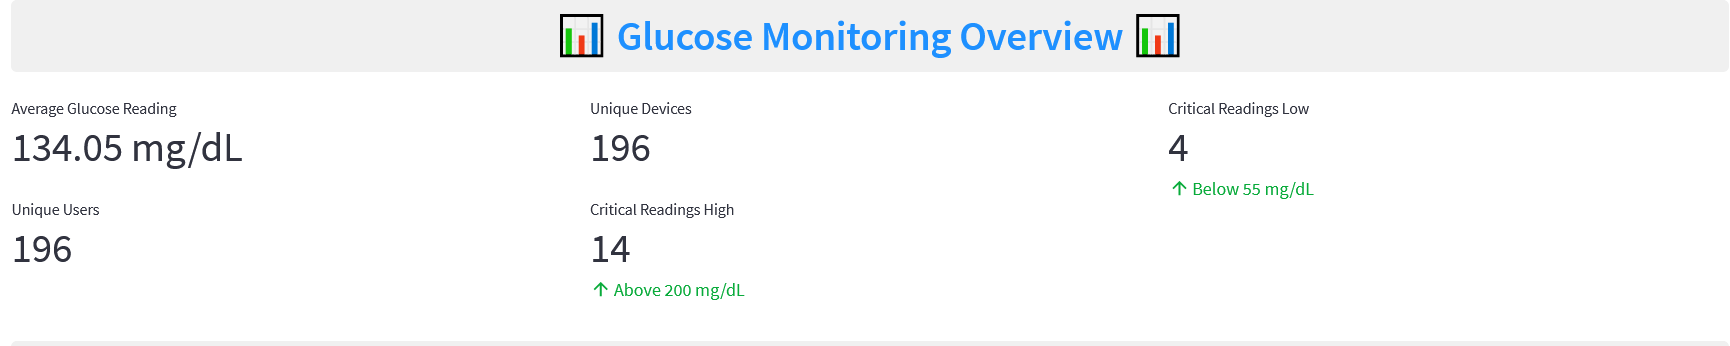 Glucose Monitoring Overview
Average Glucose Reading
134.05 mg/dL
Unique Devices
196
Critical Readings Low
4
↑ Below 55 mg/dL
Unique Users
196
Critical Readings High
14
↑ Above 200 mg/dL